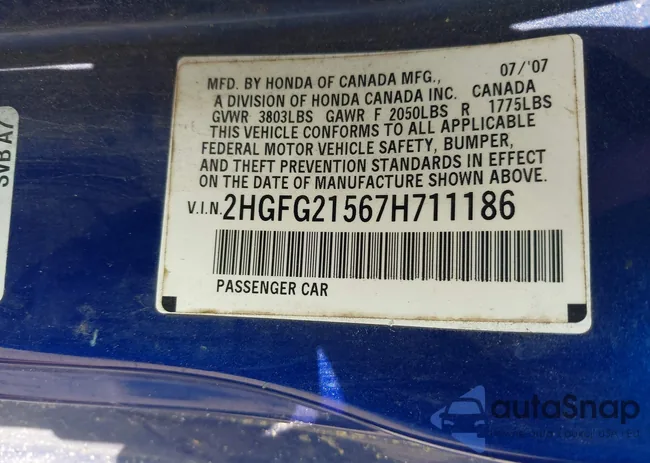 MFD. BY HONDA OF CANADA MFG., 07/'07
A DIVISION OF HONDA CANADA INC. CANADA
GVWR 3803LBS GAWR F 2050LBS R 1775LBS
THIS VEHICLE CONFORMS TO ALL APPLICABLE
FEDERAL MOTOR VEHICLE SAFETY, BUMPER,
AND THEFT PREVENTION STANDARDS IN EFFECT
ON THE DATE OF MANUFACTURE SHOWN ABOVE.
V.I.N. 2HGFG21567H711186
PASSENGER CAR
SVB A7
autoSnap